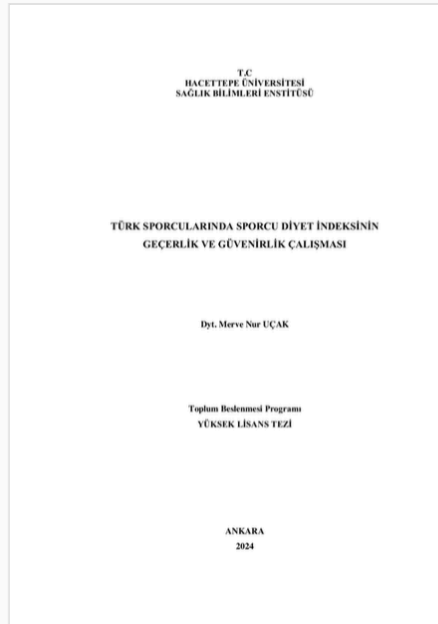 T.C
HACETTEPE ÜNİVERSİTESİ
SAĞLIK BİLİMLERİ ENSTİTÜSÜ
TÜRK SPORCULARINDA SPORCU DİYET İNDEKSİNİN
GEÇERLİK VE GÜVENİRLİK ÇALIŞMASI
Dyt. Merve Nur UÇAK
Toplum Beslenmesi Programı
YÜKSEK LİSANS TEZİ
ANKARA
2024